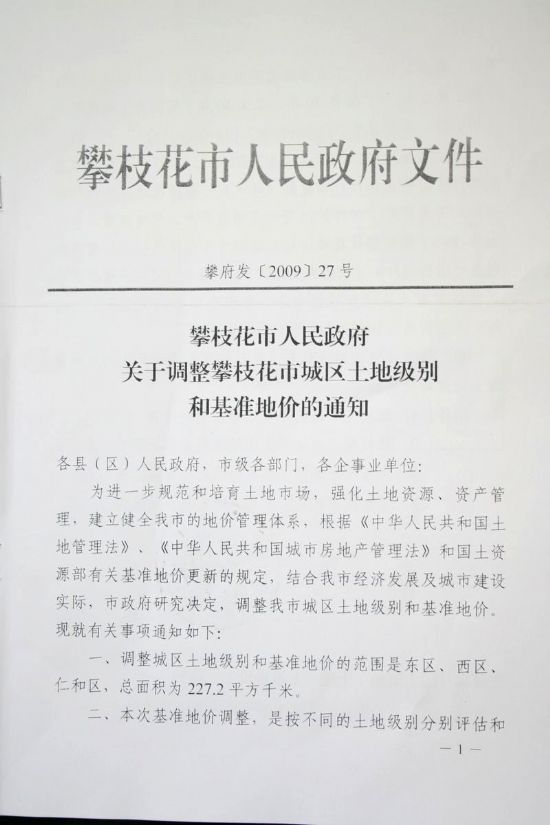 攀枝花市人民政府文件
攀府发〔2009〕27号
攀枝花市人民政府
关于调整攀枝花市城区土地级别
和基准地价的通知
各县（区）人民政府，市级各部门，各企事业单位：
为进一步规范和培育土地市场，强化土地资源、资产管
理，建立健全我市的地价管理体系，根据《中华人民共和国土
地管理法》、《中华人民共和国城市房地产管理法》和国土资
源部有关基准地价更新的规定，结合我市经济发展及城市建设
实际，市政府研究决定，调整我市城区土地级别和基准地价。
现就有关事项通知如下：
一、调整城区土地级别和基准地价的范围是东区、西区、
仁和区，总面积为227.2平方千米。
二、本次基准地价调整，是按不同的土地级别分别评估和
— 1 —